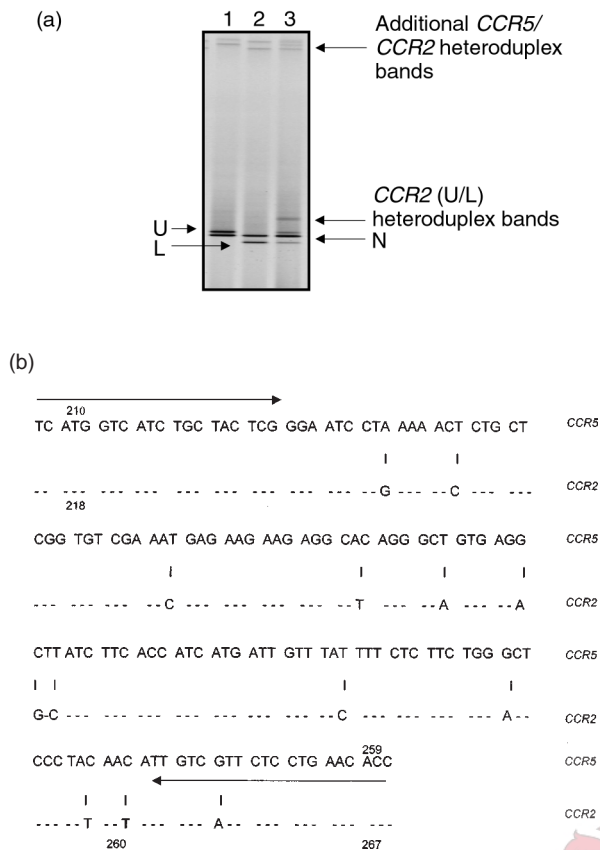 (a)
1 2 3
Additional CCR5/
CCR2 heteroduplex
bands
CCR2 (U/L)
heteroduplex bands
U
N
L
(b)
210
TC ATG GTC ATC TGC TAC TCG GGA ATC CTA AAA ACT CTG CT CCR5
-- --- --- --- --- --- --- --- --- --G --- --C --- -- CCR2
218
CGG TGT CGA AAT GAG AAG AAG AGG CAC AGG GCT GTG AGG CCR5
--- --- --- --C --- --- --- --- --T --- --A --- --A CCR2
CTT ATC TTC ACC ATC ATG ATT GTT TAT TTT CTC TTC TGG GCT CCR5
G-C --- --- --- --- --- --- --- --C --- --- --- --- A-- CCR2
259
CCC TAC AAC ATT GTC GTT CTC CTG AAC ACC CCR5
--- --T --T --- --- A-- --- --- --- --- CCR2
260 267